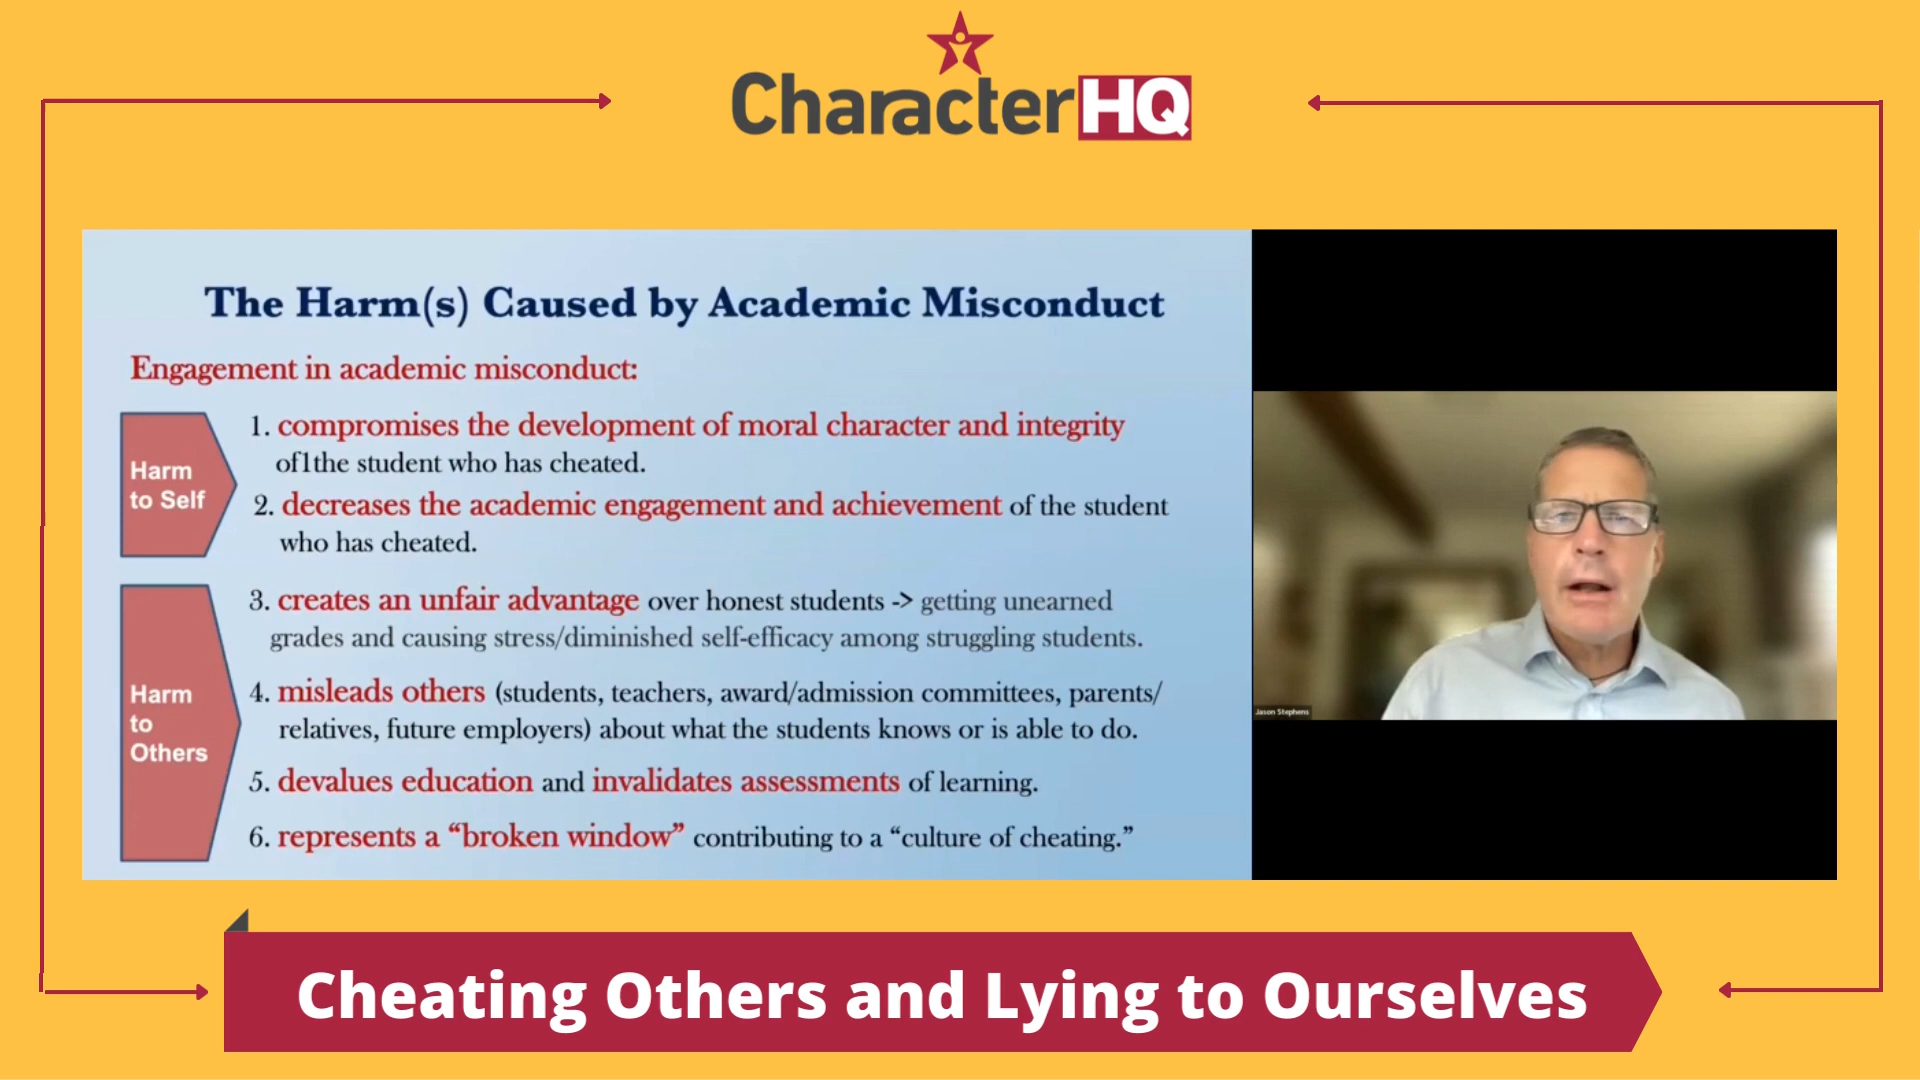 CharacterHQ
The Harm(s) Caused by Academic Misconduct
Engagement in academic misconduct:
Harm
to Self
1. compromises the development of moral character and integrity
of1the student who has cheated.
2. decreases the academic engagement and achievement of the student
who has cheated.
Harm
to
Others
3. creates an unfair advantage over honest students -> getting unearned
grades and causing stress/diminished self-efficacy among struggling students.
4. misleads others (students, teachers, award/admission committees, parents/
relatives, future employers) about what the students knows or is able to do.
5. devalues education and invalidates assessments of learning.
6. represents a “broken window” contributing to a “culture of cheating.”
Jason Stephens
Cheating Others and Lying to Ourselves